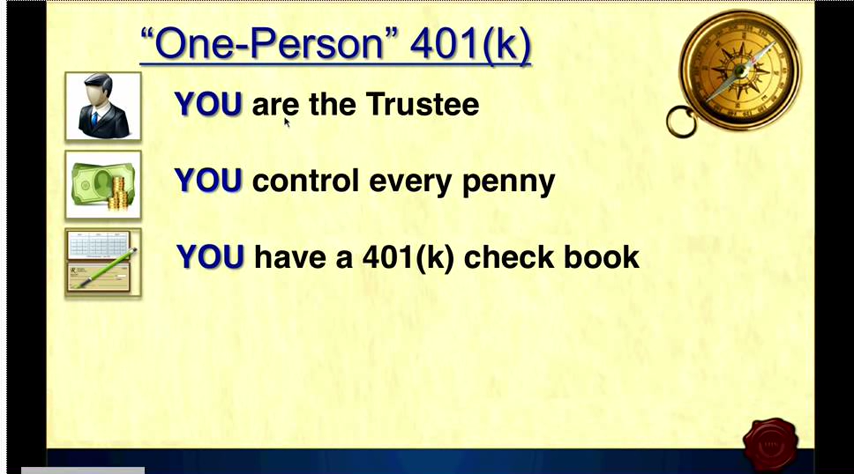 “One-Person” 401(k)
YOU are the Trustee
YOU control every penny
YOU have a 401(k) check book